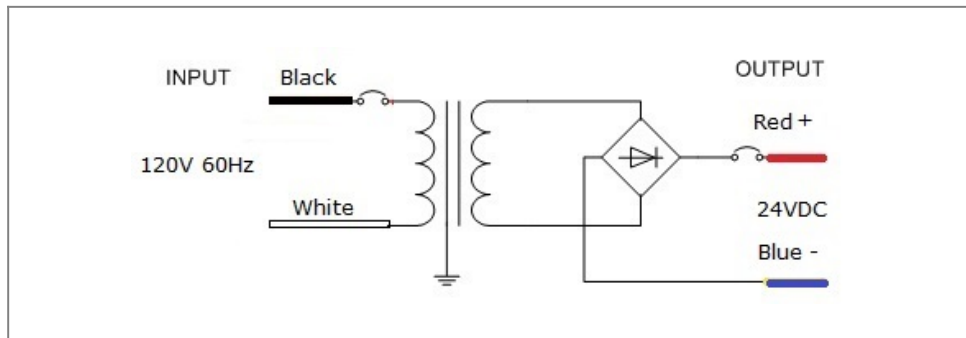 INPUT
Black
OUTPUT
Red +
120V 60Hz
White
24VDC
Blue -